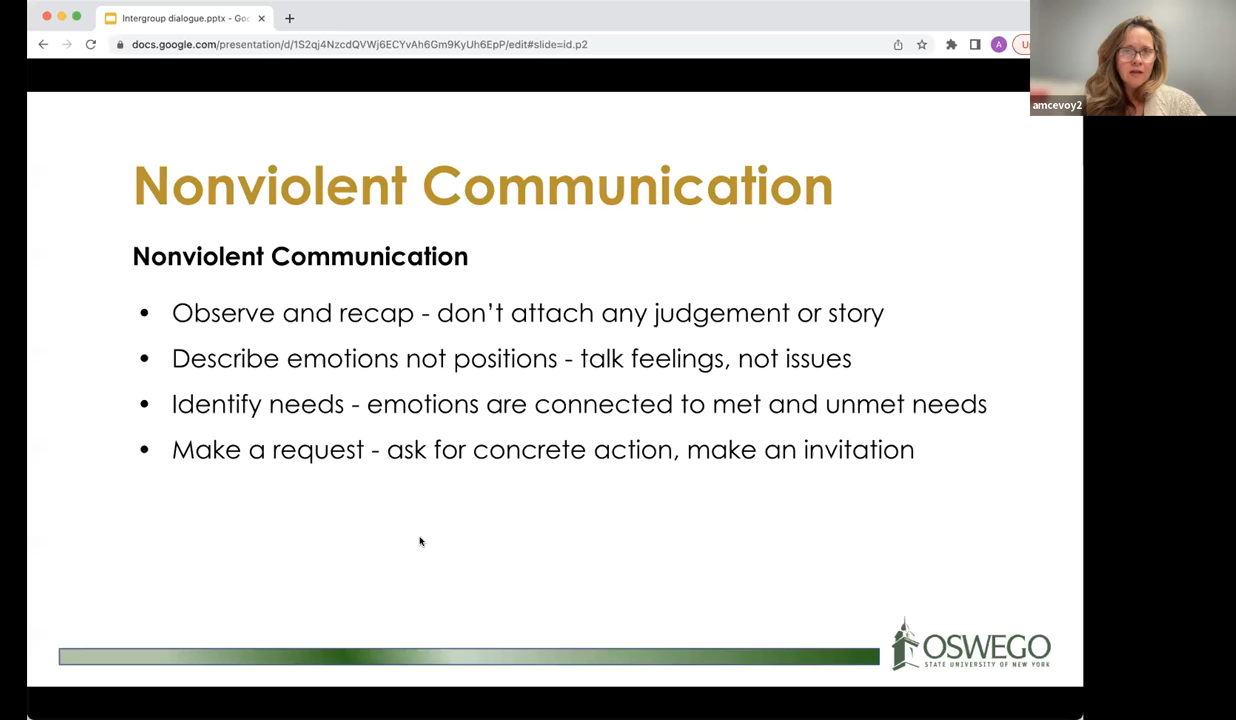 Intergroup dialogue.pptx - Goo
docs.google.com/presentation/d/1S2qj4NzcdQVWj6ECYvAh6Gm9KyUh6EpP/edit#slide=id.p2
A
amcevoy2
Nonviolent Communication
Nonviolent Communication
• Observe and recap - don't attach any judgement or story
• Describe emotions not positions - talk feelings, not issues
• Identify needs - emotions are connected to met and unmet needs
• Make a request - ask for concrete action, make an invitation
OSWEGO
STATE UNIVERSITY OF NEW YORK